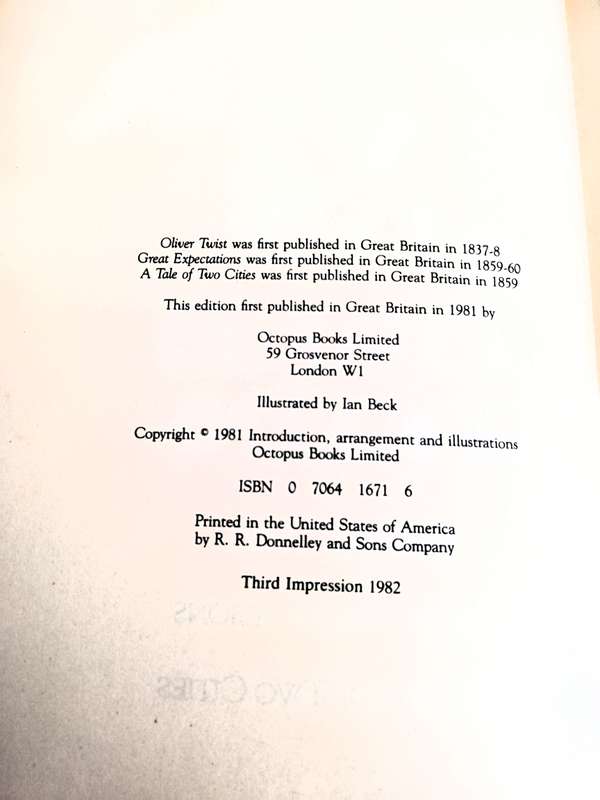 Oliver Twist was first published in Great Britain in 1837-8
Great Expectations was first published in Great Britain in 1859-60
A Tale of Two Cities was first published in Great Britain in 1859
This edition first published in Great Britain in 1981 by
Octopus Books Limited
59 Grosvenor Street
London W1
Illustrated by Ian Beck
Copyright © 1981 Introduction, arrangement and illustrations
Octopus Books Limited
ISBN 0 7064 1671 6
Printed in the United States of America
by R. R. Donnelley and Sons Company
Third Impression 1982
Two Cities